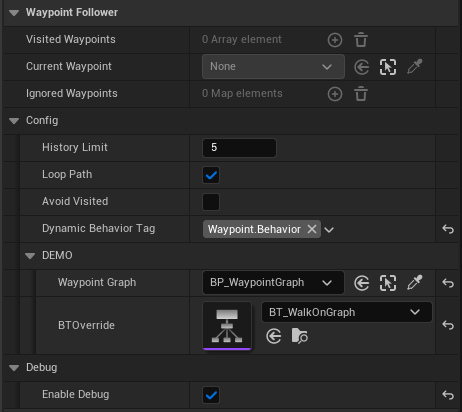 Waypoint Follower
Visited Waypoints 0 Array element
Current Waypoint None
Ignored Waypoints 0 Map elements
Config
History Limit 5
Loop Path
Avoid Visited
Dynamic Behavior Tag Waypoint.Behavior
DEMO
Waypoint Graph BP_WaypointGraph
BTOverride BT_WalkOnGraph
Debug
Enable Debug